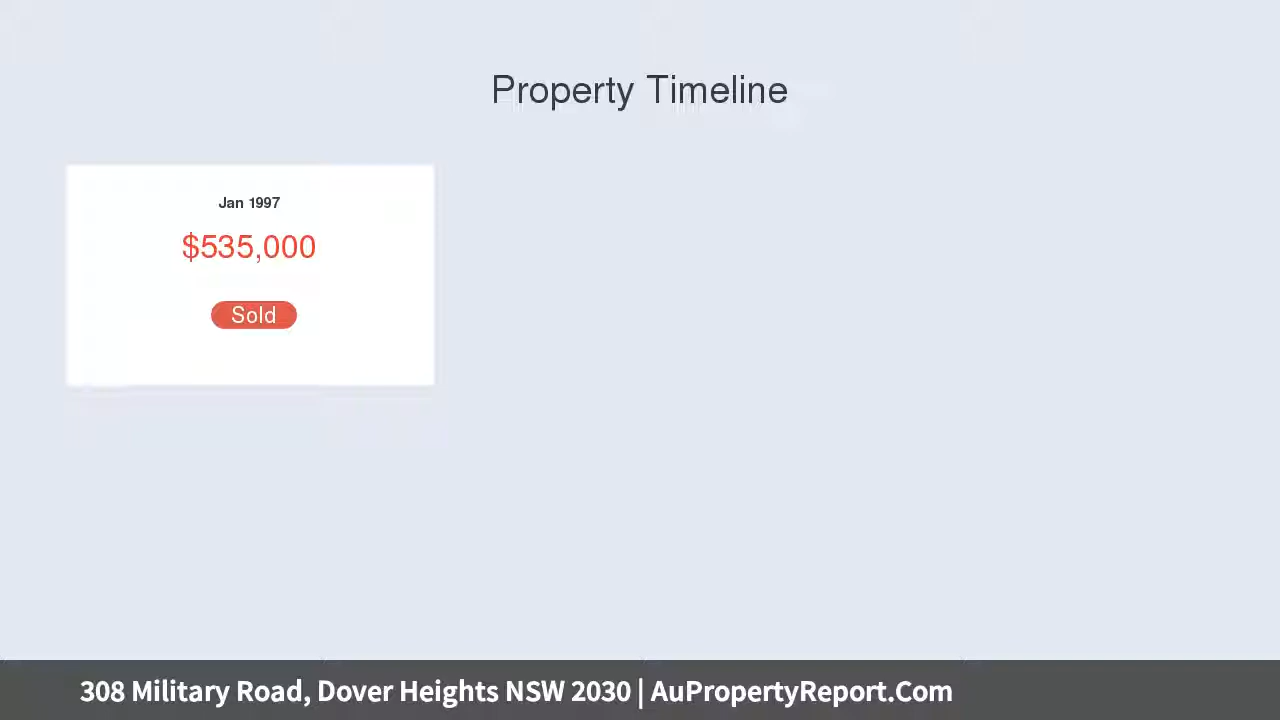 Property Timeline
Jan 1997
$535,000
Sold
308 Military Road, Dover Heights NSW 2030 | AuPropertyReport.Com